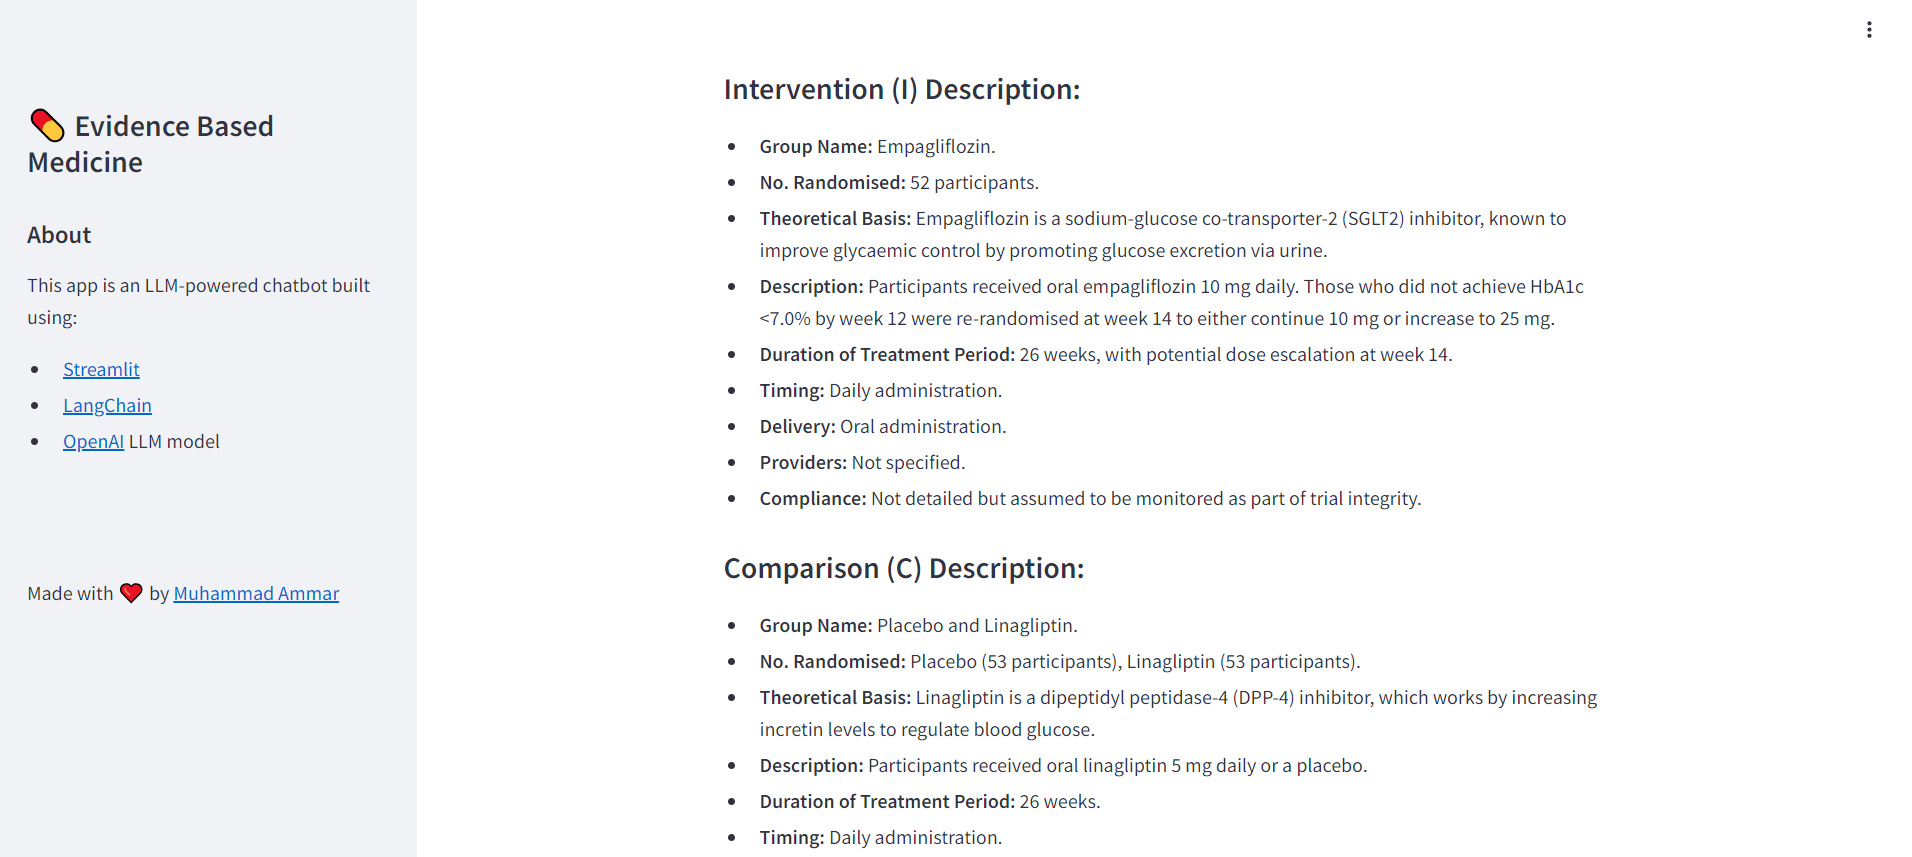 Evidence Based
Medicine
About
This app is an LLM-powered chatbot built
using:
Streamlit
LangChain
OpenAI LLM model
Made with ❤️ by Muhammad Ammar
Intervention (I) Description:
Group Name: Empagliflozin.
No. Randomised: 52 participants.
Theoretical Basis: Empagliflozin is a sodium-glucose co-transporter-2 (SGLT2) inhibitor, known to
improve glycaemic control by promoting glucose excretion via urine.
Description: Participants received oral empagliflozin 10 mg daily. Those who did not achieve HbA1c
<7.0% by week 12 were re-randomised at week 14 to either continue 10 mg or increase to 25 mg.
Duration of Treatment Period: 26 weeks, with potential dose escalation at week 14.
Timing: Daily administration.
Delivery: Oral administration.
Providers: Not specified.
Compliance: Not detailed but assumed to be monitored as part of trial integrity.
Comparison (C) Description:
Group Name: Placebo and Linagliptin.
No. Randomised: Placebo (53 participants), Linagliptin (53 participants).
Theoretical Basis: Linagliptin is a dipeptidyl peptidase-4 (DPP-4) inhibitor, which works by increasing
incretin levels to regulate blood glucose.
Description: Participants received oral linagliptin 5 mg daily or a placebo.
Duration of Treatment Period: 26 weeks.
Timing: Daily administration.